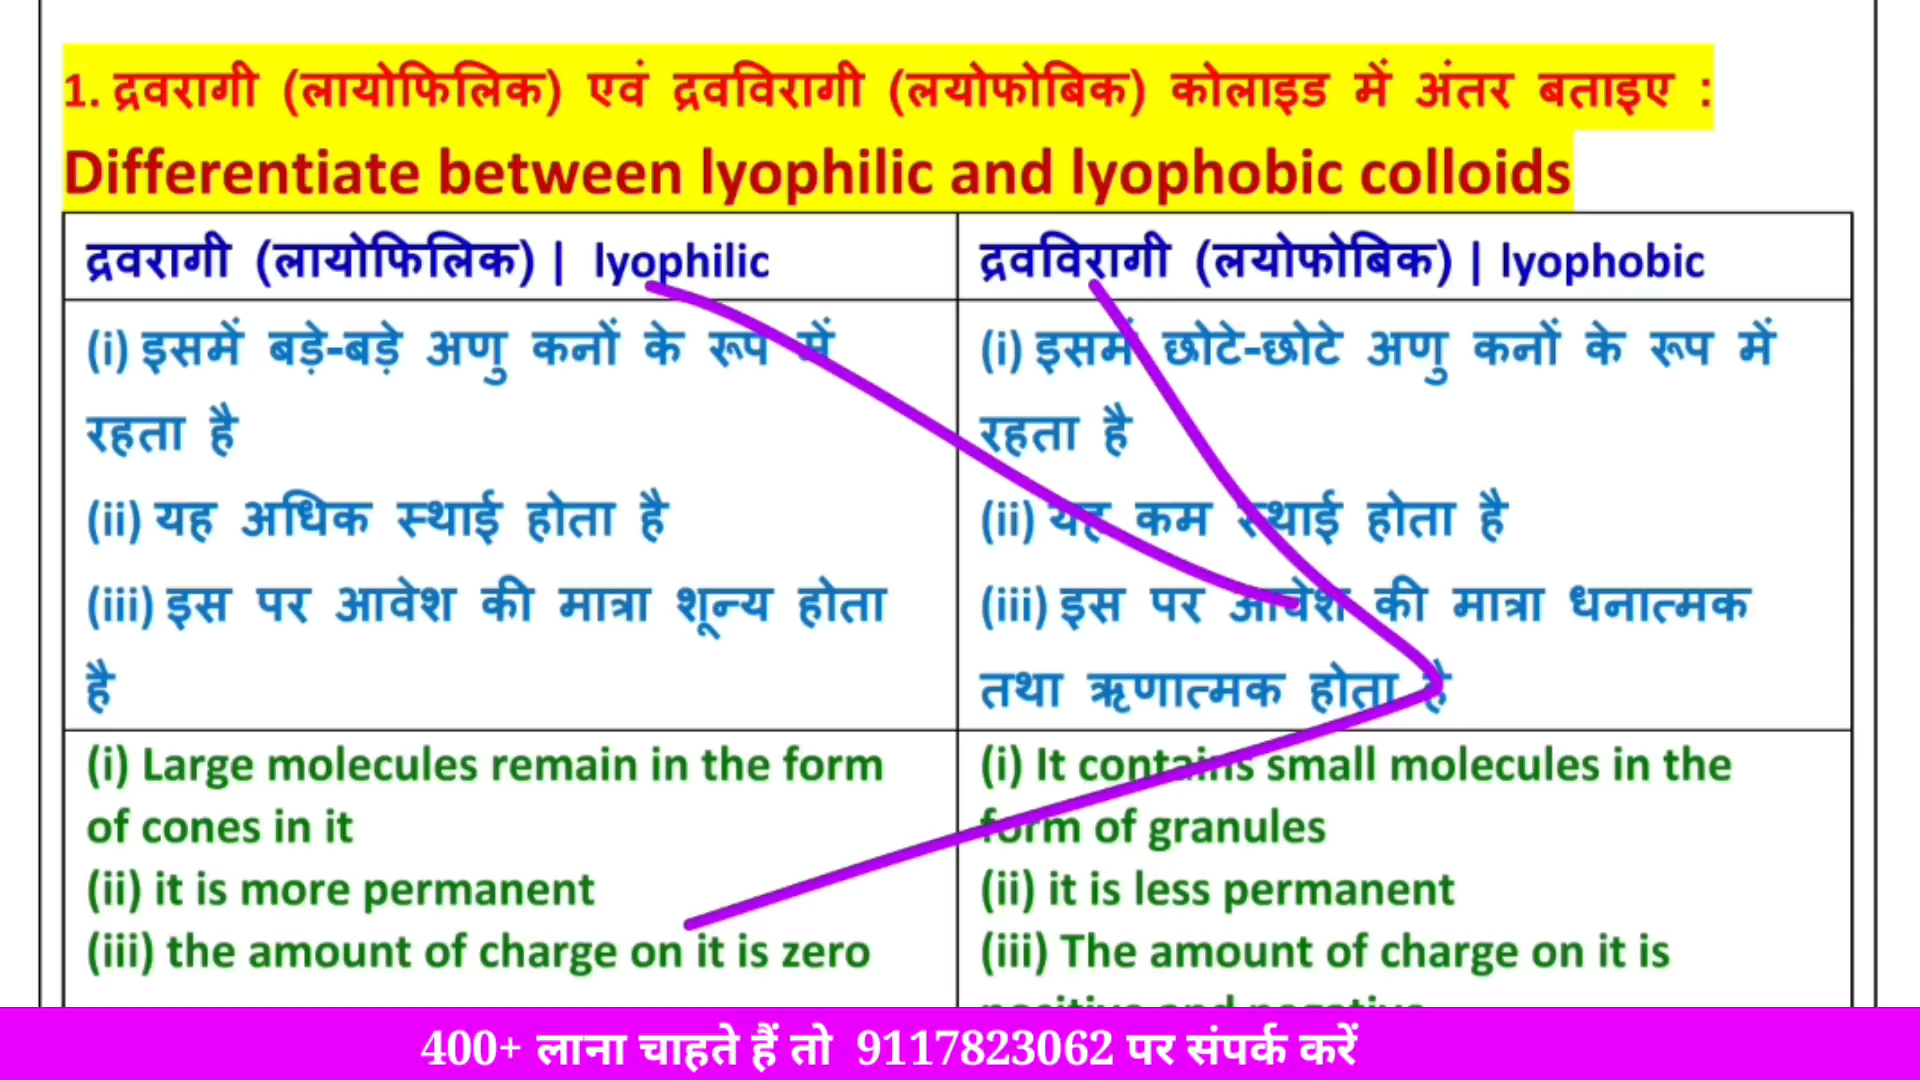 1. द्रवरागी (लायोफिलिक) एवं द्रवविरागी (लयोफोबिक) कोलाइड में अंतर बताइए :
Differentiate between lyophilic and lyophobic colloids
द्रवरागी (लायोफिलिक) | lyophilic
द्रवविरागी (लयोफोबिक) | lyophobic
(i) इसमें बड़े-बड़े अणु कनों के रूप में
रहता है
(ii) यह अधिक स्थाई होता है
(iii) इस पर आवेश की मात्रा शून्य होता
है
(i) इसमें छोटे-छोटे अणु कनों के रूप में
रहता है
(ii) यह कम स्थाई होता है
(iii) इस पर आवेश की मात्रा धनात्मक
तथा ऋणात्मक होता है
(i) Large molecules remain in the form
of cones in it
(ii) it is more permanent
(iii) the amount of charge on it is zero
(i) It contains small molecules in the
form of granules
(ii) it is less permanent
(iii) The amount of charge on it is
positive and negative
400+ लाना चाहते हैं तो 9117823062 पर संपर्क करें